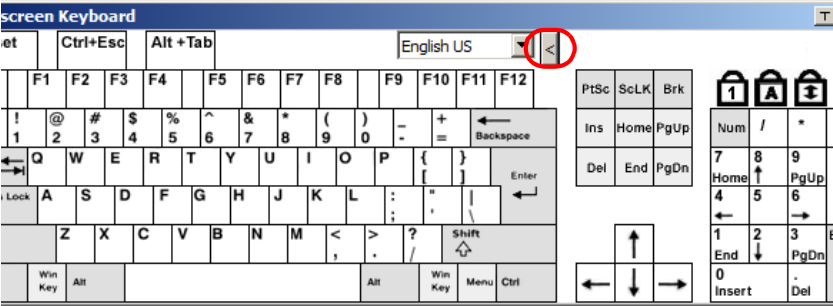 screen Keyboard
et Ctrl+Esc Alt +Tab English US <
F1 F2 F3 F4 F5 F6 F7 F8 F9 F10 F11 F12 PtSc ScLK Brk 1 A
! @ # $ % ^ & * ( ) _ +
1 2 3 4 5 6 7 8 9 0 - = Backspace Ins Home PgUp Num / *
Q W E R T Y U I O P { } Enter Del End PgDn 7 8 9
[ ] Home PgUp
Lock A S D F G H J K L : " | 4 5 6
; ' \
Z X C V B N M < > ? Shift 1 2 3
, . / End PgDn
Win Key Alt Alt Win Key Menu Ctrl 0 .
Insert Del